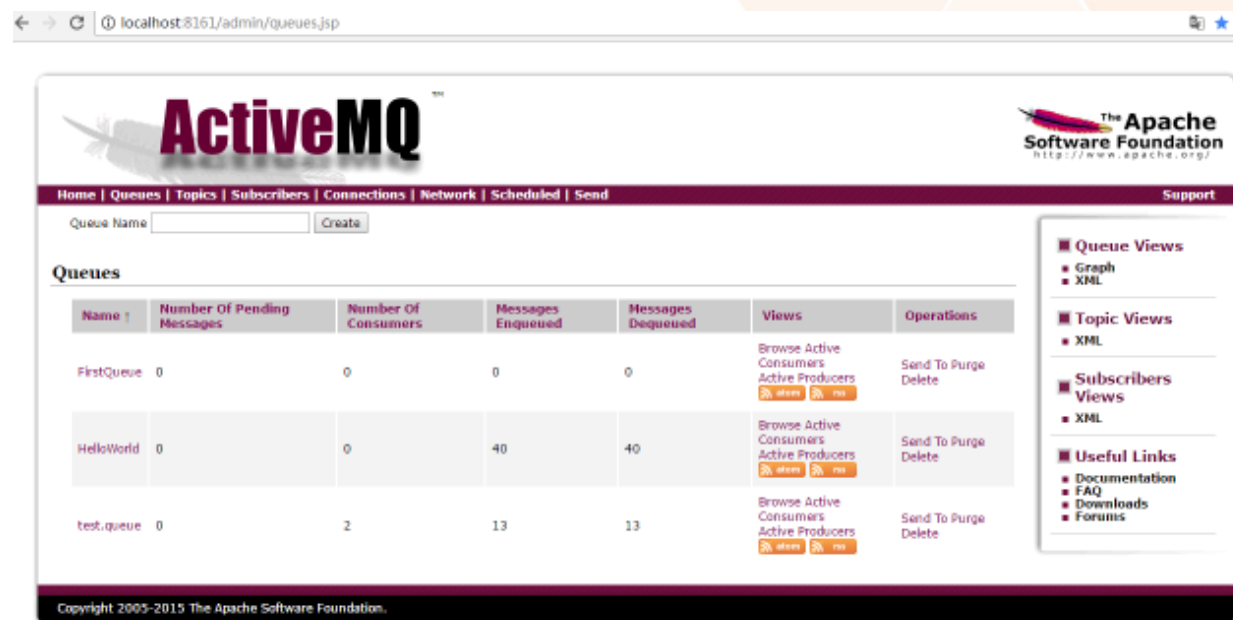 localhost:8161/admin/queues.jsp
ActiveMQ™
The Apache
Software Foundation
http://www.apache.org/
Home | Queues | Topics | Subscribers | Connections | Network | Scheduled | Send
Support
Queue Name
Create
Queues
Name ↑ Number Of Pending Messages Number Of Consumers Messages Enqueued Messages Dequeued Views Operations
FirstQueue 0 0 0 0
Browse Active
Consumers
Active Producers
atom rss
Send To Purge
Delete
HelloWorld 0 0 40 40
Browse Active
Consumers
Active Producers
atom rss
Send To Purge
Delete
test.queue 0 2 13 13
Browse Active
Consumers
Active Producers
atom rss
Send To Purge
Delete
Queue Views
Graph
XML
Topic Views
XML
Subscribers
Views
XML
Useful Links
Documentation
FAQ
Downloads
Forums
Copyright 2005-2015 The Apache Software Foundation.